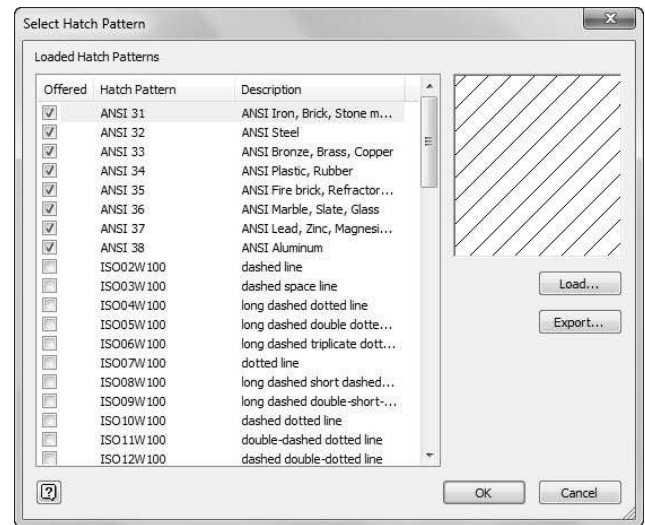 Select Hatch Pattern
Loaded Hatch Patterns
Offered Hatch Pattern Description
ANSI 31 ANSI Iron, Brick, Stone m...
ANSI 32 ANSI Steel
ANSI 33 ANSI Bronze, Brass, Copper
ANSI 34 ANSI Plastic, Rubber
ANSI 35 ANSI Fire brick, Refractor...
ANSI 36 ANSI Marble, Slate, Glass
ANSI 37 ANSI Lead, Zinc, Magnesi...
ANSI 38 ANSI Aluminum
ISO02W100 dashed line
ISO03W100 dashed space line
ISO04W100 long dashed dotted line
ISO05W100 long dashed double dotte...
ISO06W100 long dashed triplicate dott...
ISO07W100 dotted line
ISO08W100 long dashed short dashed...
ISO09W100 long dashed double-short-...
ISO10W100 dashed dotted line
ISO11W100 double-dashed dotted line
ISO12W100 dashed double-dotted line
Load...
Export...
?
OK Cancel